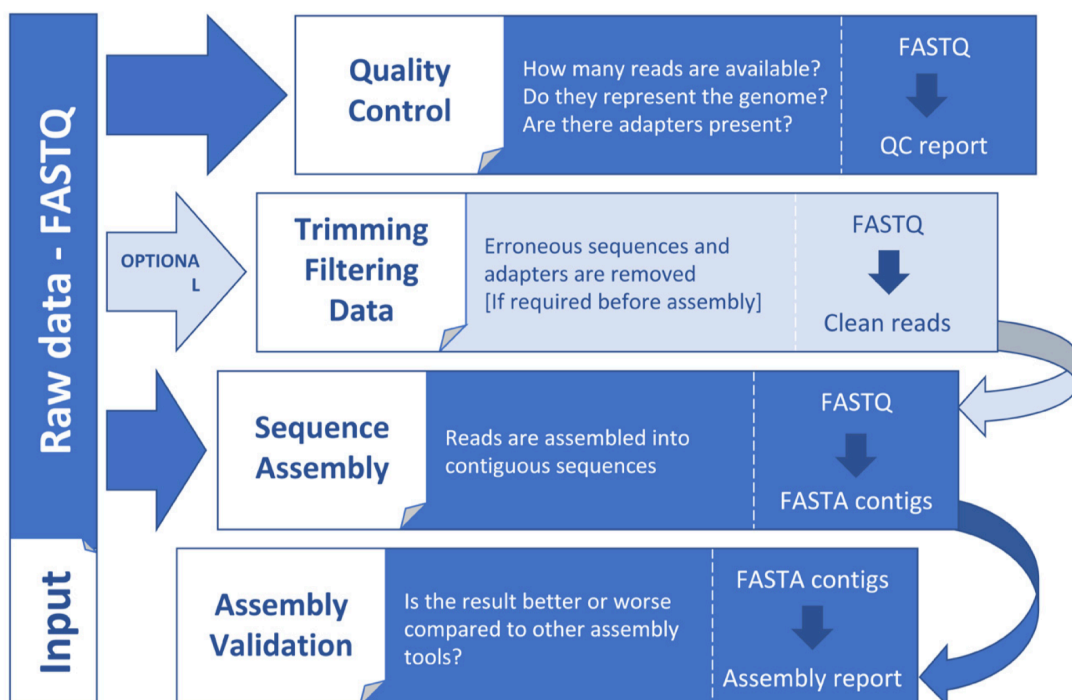 Raw data - FASTQ
Input
Quality
Control
How many reads are available?
Do they represent the genome?
Are there adapters present?
FASTQ
QC report
OPTIONA
L
Trimming
Filtering
Data
Erroneous sequences and
adapters are removed
[If required before assembly]
FASTQ
Clean reads
Sequence
Assembly
Reads are assembled into
contiguous sequences
FASTQ
FASTA contigs
Assembly
Validation
Is the result better or worse
compared to other assembly
tools?
FASTA contigs
Assembly report